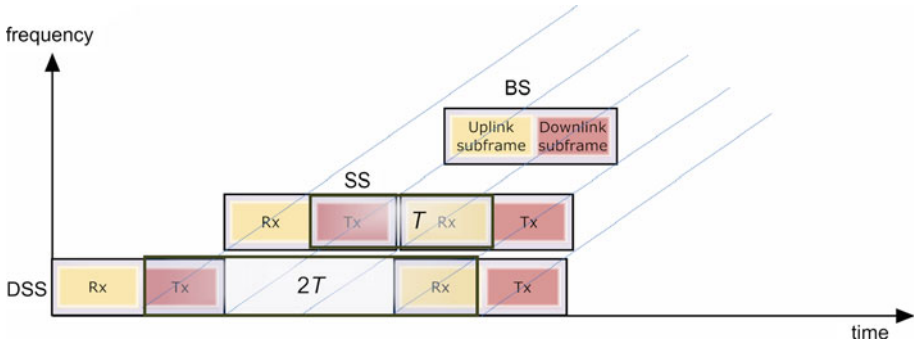 frequency
BS
Uplink subframe
Downlink subframe
SS
Rx
Tx
T
Rx
Tx
DSS
Rx
Tx
2T
Rx
Tx
time